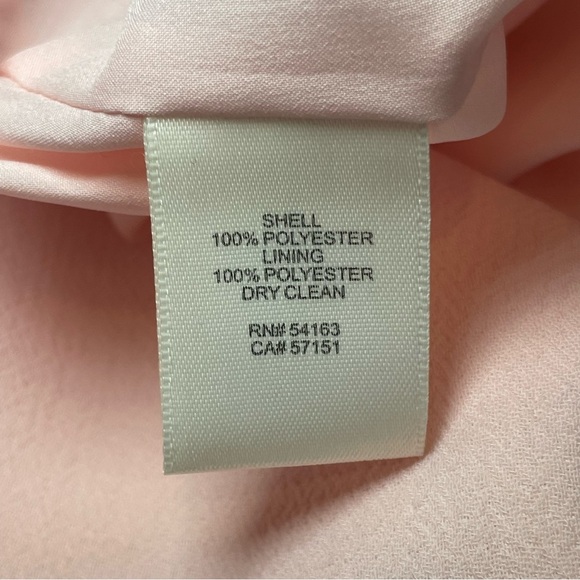 SHELL
100% POLYESTER
LINING
100% POLYESTER
DRY CLEAN
RN# 54163
CA# 57151